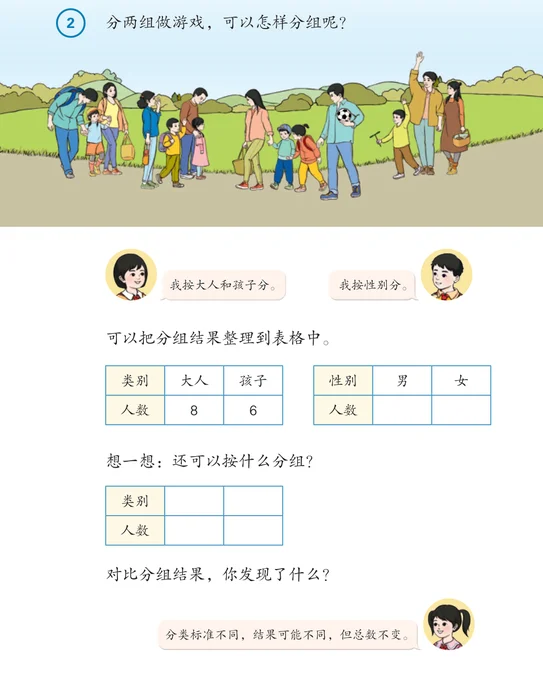 2 分两组做游戏，可以怎样分组呢？
我按大人和孩子分。 我按性别分。
可以把分组结果整理到表格中。
类别 大人 孩子 性别 男 女
人数 8 6 人数
想一想：还可以按什么分组？
类别
人数
对比分组结果，你发现了什么？
分类标准不同，结果可能不同，但总数不变。